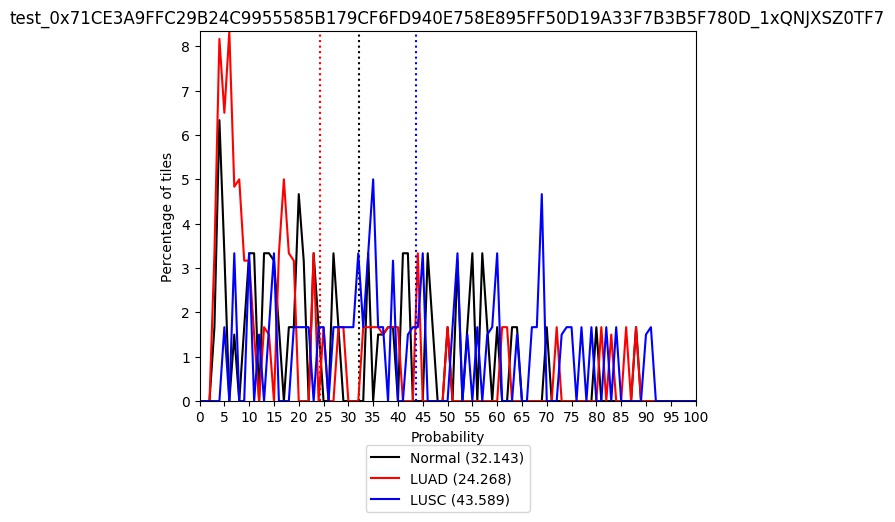 test_0x71CE3A9FFC29B24C9955585B179CF6FD940E758E895FF50D19A33F7B3B5F780D_1xQNJXSZ0TF7
8
7
6
5
4
3
2
1
0
Percentage of tiles
0 5 10 15 20 25 30 35 40 45 50 55 60 65 70 75 80 85 90 95 100
Probability
Normal (32.143)
LUAD (24.268)
LUSC (43.589)